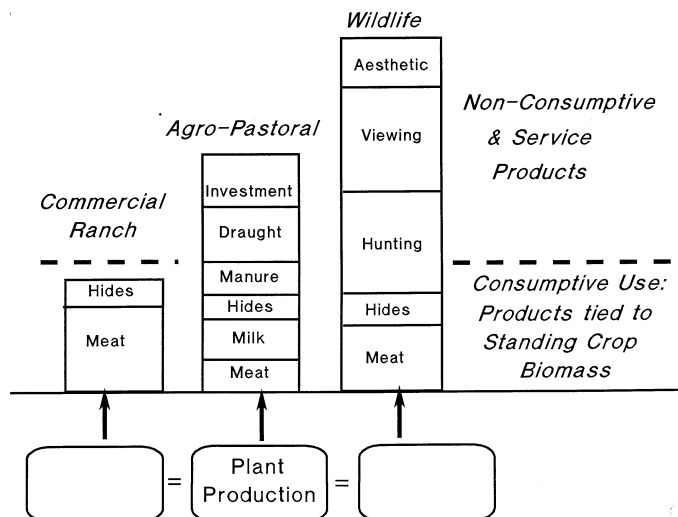 Wildlife
Aesthetic
Viewing
Hunting
Hides
Meat
Agro-Pastoral
Investment
Draught
Manure
Hides
Milk
Meat
Commercial
Ranch
Hides
Meat
Non-Consumptive
& Service
Products
Consumptive Use:
Products tied to
Standing Crop
Biomass
= Plant =
Production